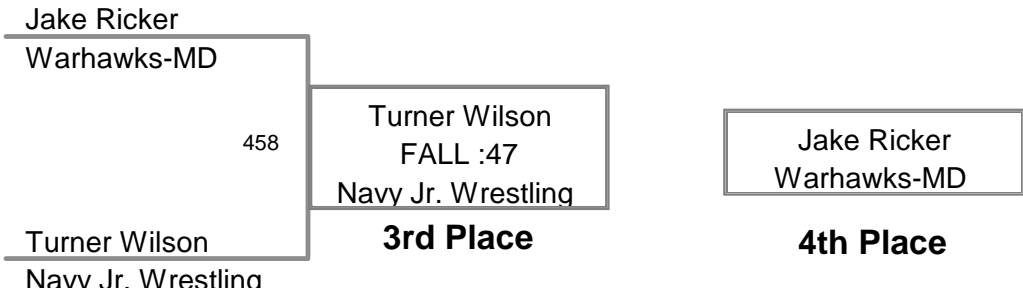 Jake Ricker
Warhawks-MD
458
Turner Wilson
FALL :47
Navy Jr. Wrestling
3rd Place
Jake Ricker
Warhawks-MD
4th Place
Turner Wilson
Navy Jr. Wrestling